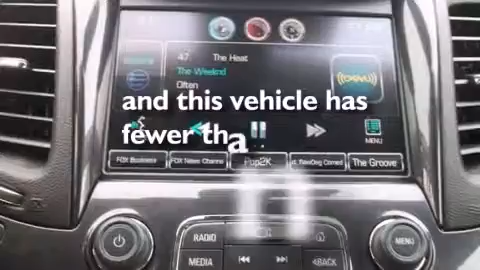 47 The Heat
The Weeknd
Often
((SXM))
and this vehicle has
fewer tha
MENU
FOX Business FOX News Channel Pop2K The Groove
RADIO
MEDIA
<BACK
MENU